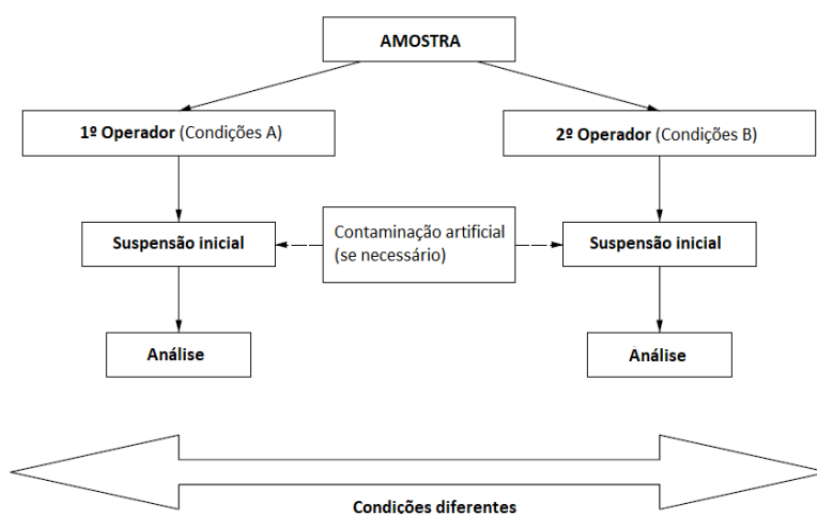 AMOSTRA
1º Operador (Condições A)
2º Operador (Condições B)
Suspensão inicial
Contaminação artificial
(se necessário)
Suspensão inicial
Análise
Análise
Condições diferentes